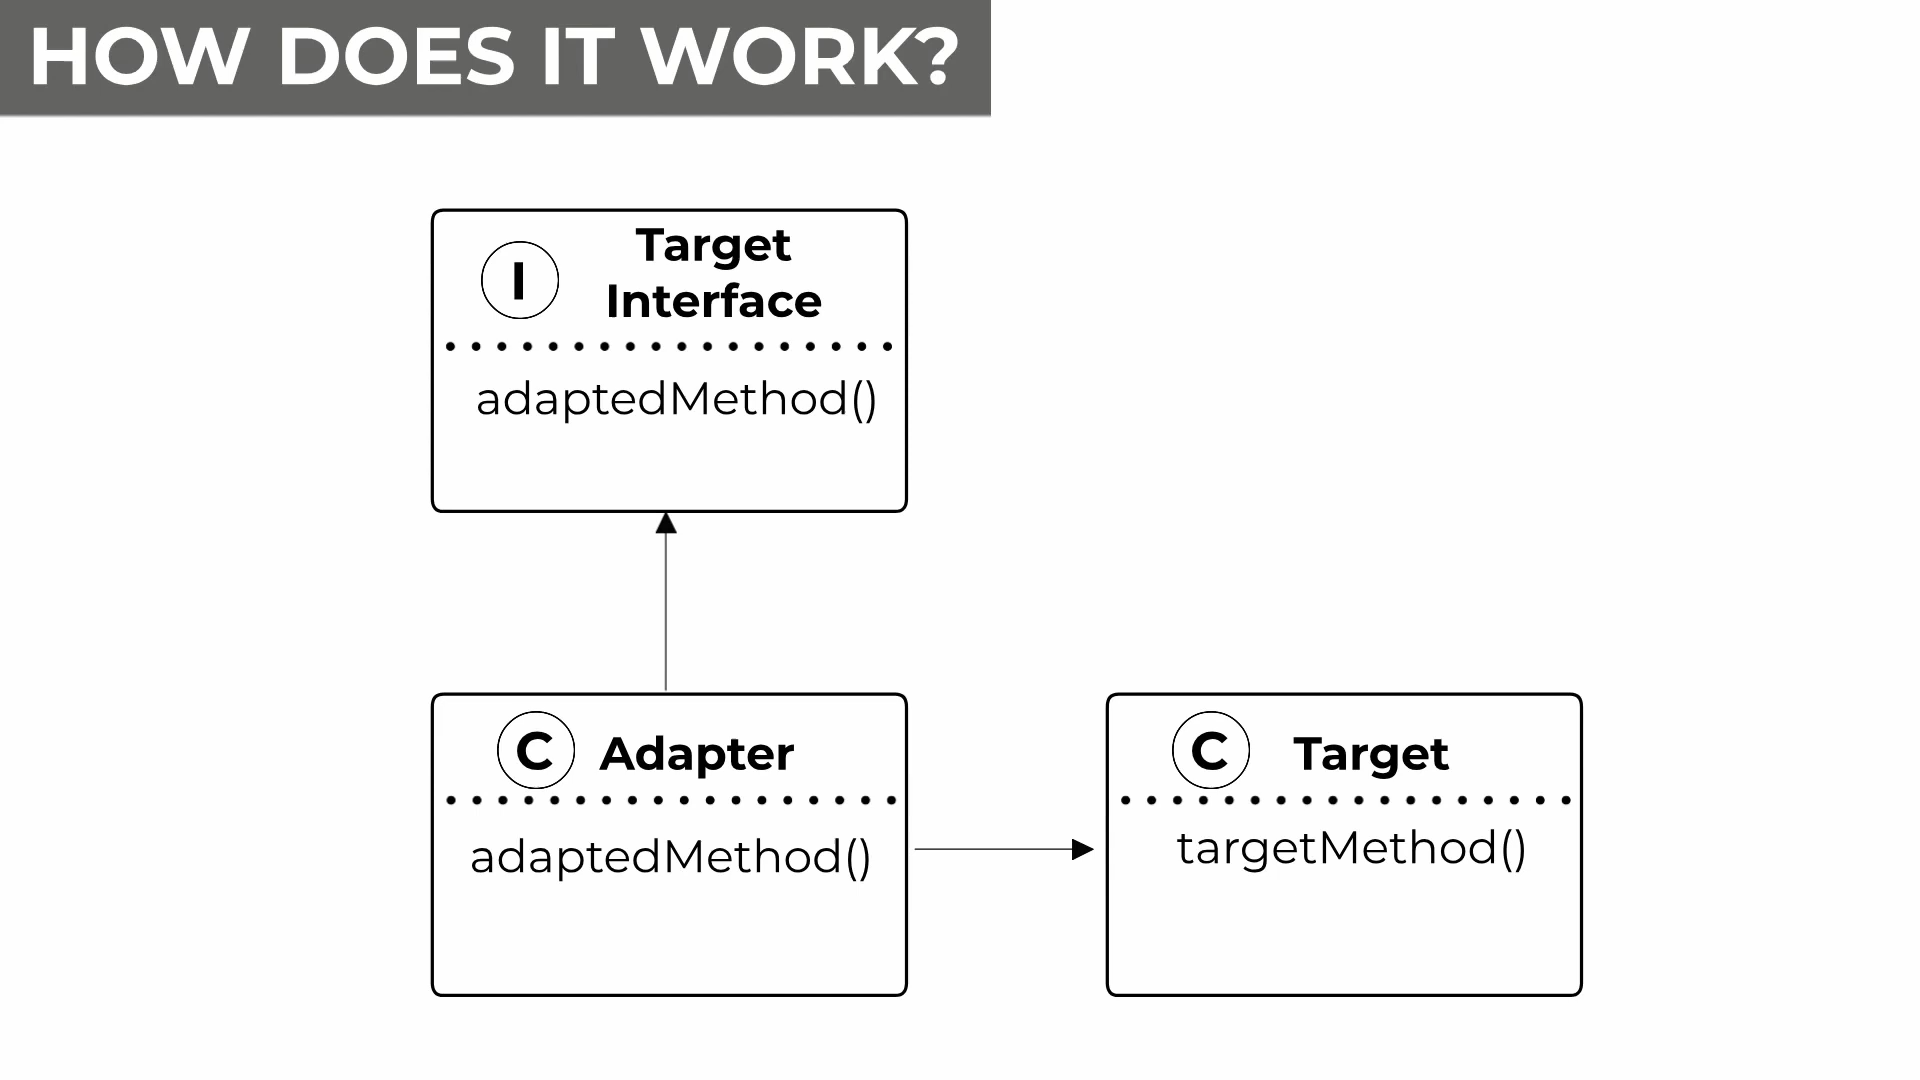 HOW DOES IT WORK?
I
Target
Interface
adaptedMethod()
C Adapter
adaptedMethod()
C Target
targetMethod()